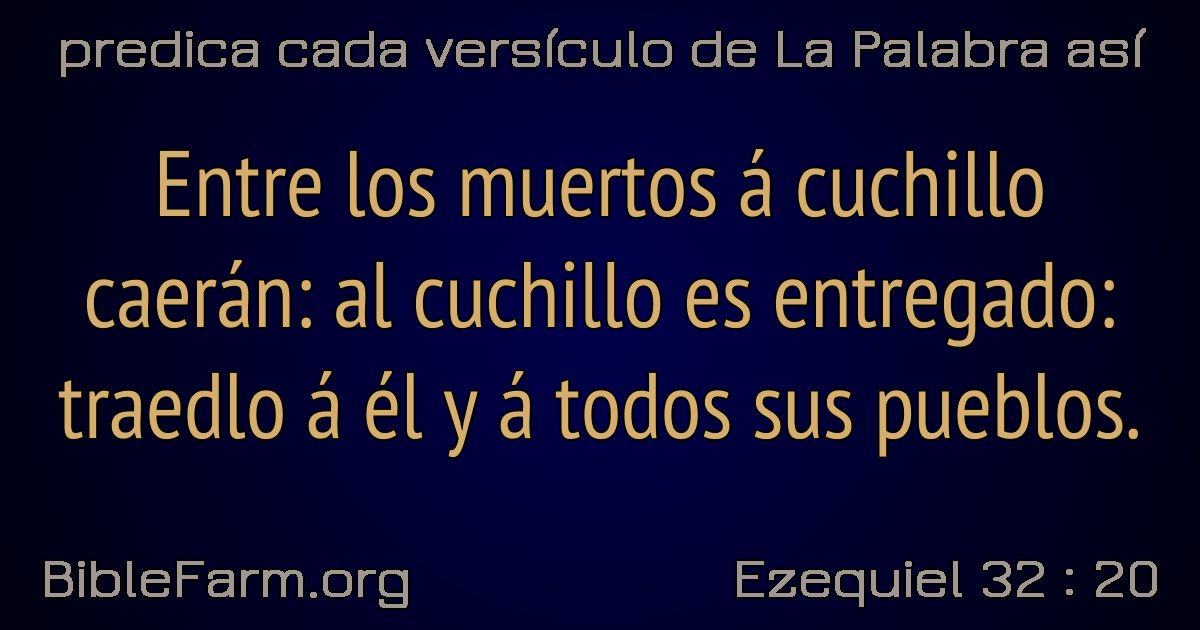 predica cada versículo de La Palabra así
Entre los muertos á cuchillo
caerán: al cuchillo es entregado:
traedlo á él y á todos sus pueblos.
BibleFarm.org
Ezequiel 32 : 20